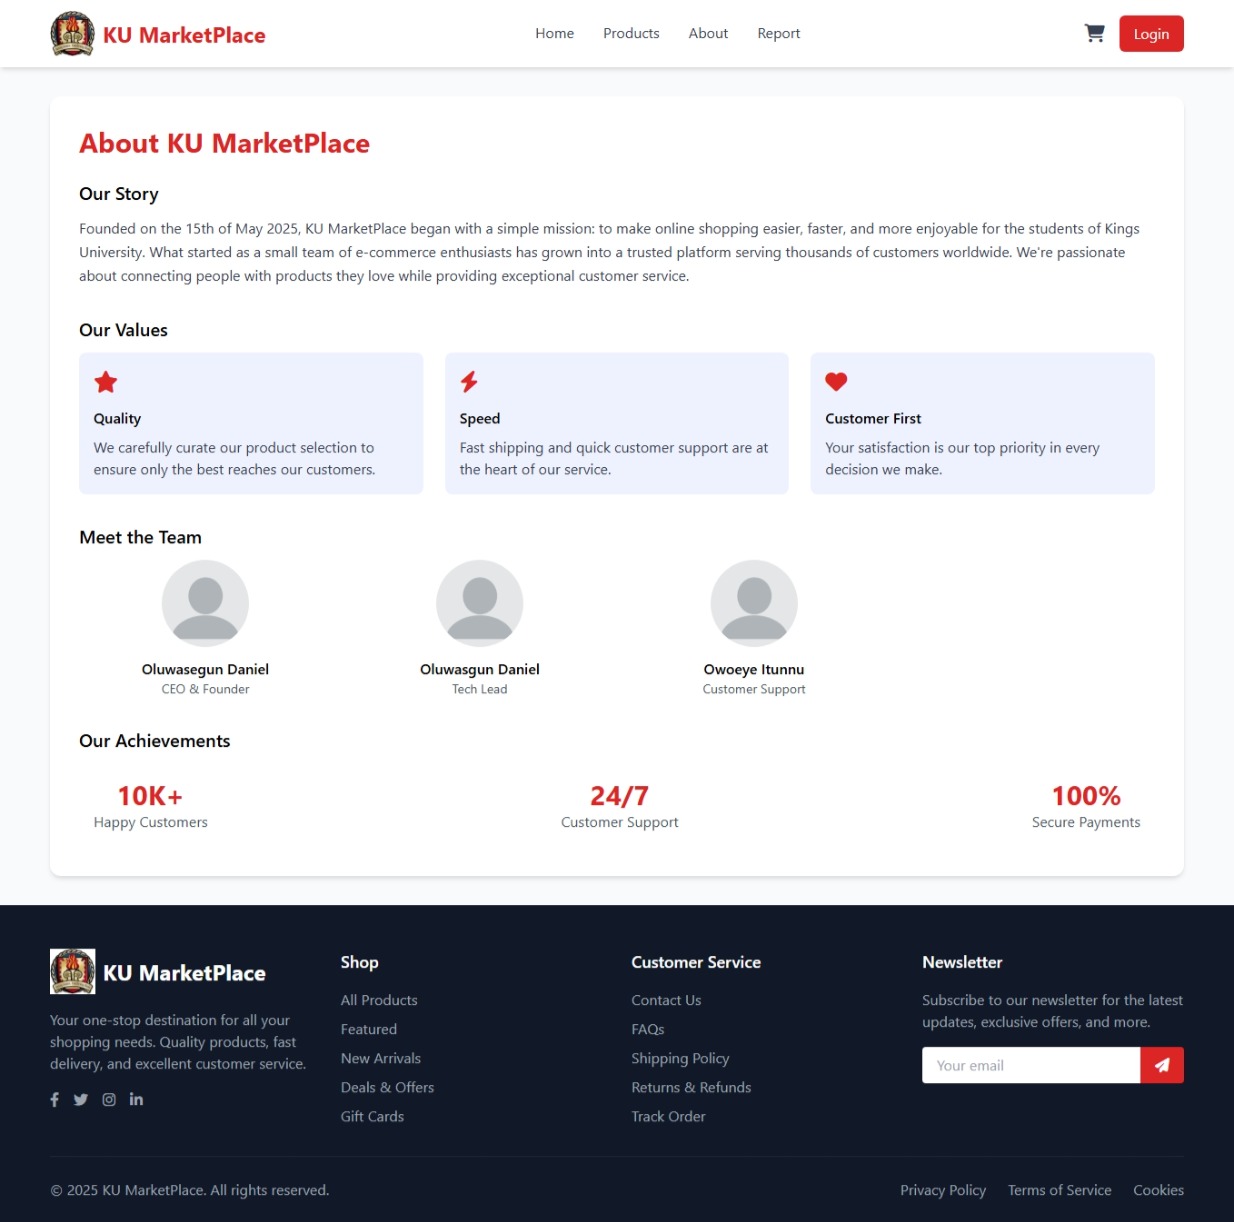 KU MarketPlace
Home
Products
About
Report
Login
About KU MarketPlace
Our Story
Founded on the 15th of May 2025, KU MarketPlace began with a simple mission: to make online shopping easier, faster, and more enjoyable for the students of Kings
University. What started as a small team of e-commerce enthusiasts has grown into a trusted platform serving thousands of customers worldwide. We're passionate
about connecting people with products they love while providing exceptional customer service.
Our Values
Quality
We carefully curate our product selection to
ensure only the best reaches our customers.
Speed
Fast shipping and quick customer support are at
the heart of our service.
Customer First
Your satisfaction is our top priority in every
decision we make.
Meet the Team
Oluwasegun Daniel
CEO & Founder
Oluwasgun Daniel
Tech Lead
Owoeye Itunnu
Customer Support
Our Achievements
10K+
Happy Customers
24/7
Customer Support
100%
Secure Payments
KU MarketPlace
Your one-stop destination for all your
shopping needs. Quality products, fast
delivery, and excellent customer service.
Shop
All Products
Featured
New Arrivals
Deals & Offers
Gift Cards
Customer Service
Contact Us
FAQs
Shipping Policy
Returns & Refunds
Track Order
Newsletter
Subscribe to our newsletter for the latest
updates, exclusive offers, and more.
Your email
© 2025 KU MarketPlace. All rights reserved.
Privacy Policy
Terms of Service
Cookies